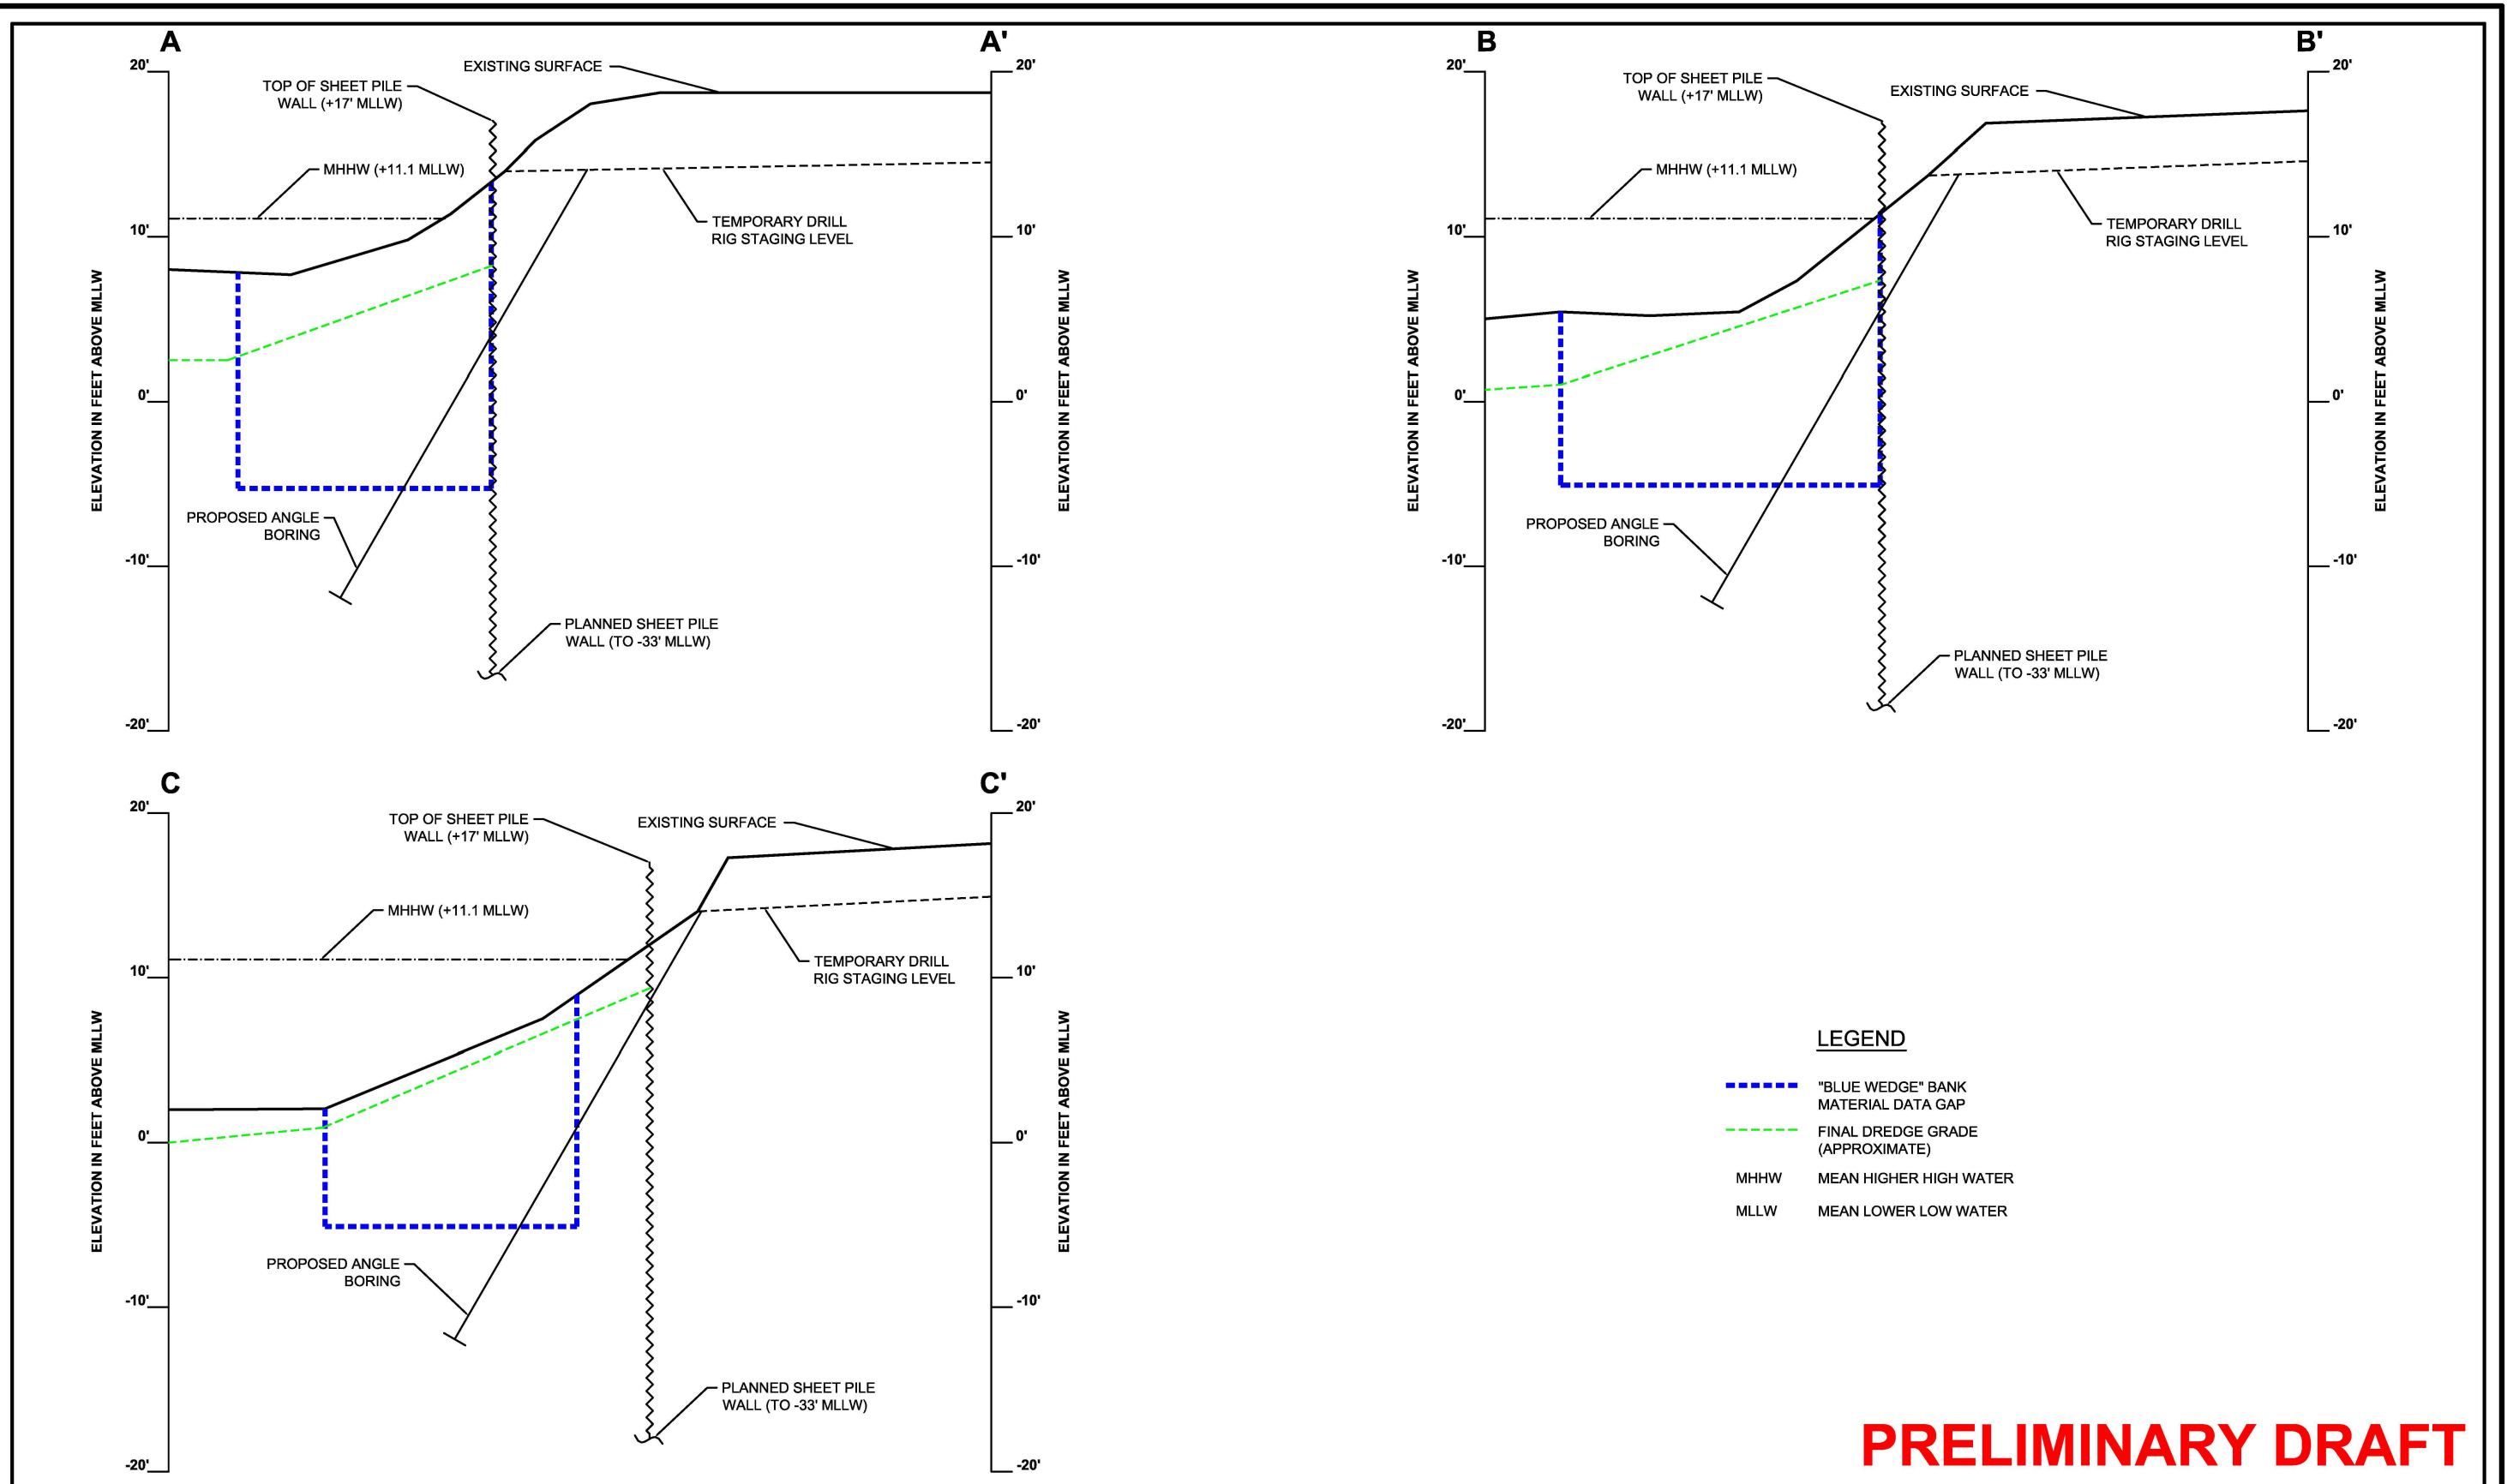 A
A'
20'
10'
0'
-10'
-20'
20'
10'
0'
-10'
-20'
ELEVATION IN FEET ABOVE MLLW
ELEVATION IN FEET ABOVE MLLW
EXISTING SURFACE
TOP OF SHEET PILE
WALL (+17' MLLW)
MHHW (+11.1 MLLW)
TEMPORARY DRILL
RIG STAGING LEVEL
PROPOSED ANGLE
BORING
PLANNED SHEET PILE
WALL (TO -33' MLLW)
B
B'
20'
10'
0'
-10'
-20'
20'
10'
0'
-10'
-20'
ELEVATION IN FEET ABOVE MLLW
ELEVATION IN FEET ABOVE MLLW
TOP OF SHEET PILE
WALL (+17' MLLW)
EXISTING SURFACE
MHHW (+11.1 MLLW)
TEMPORARY DRILL
RIG STAGING LEVEL
PROPOSED ANGLE
BORING
PLANNED SHEET PILE
WALL (TO -33' MLLW)
C
C'
20'
10'
0'
-10'
-20'
20'
10'
0'
-10'
-20'
ELEVATION IN FEET ABOVE MLLW
ELEVATION IN FEET ABOVE MLLW
TOP OF SHEET PILE
WALL (+17' MLLW)
EXISTING SURFACE
MHHW (+11.1 MLLW)
TEMPORARY DRILL
RIG STAGING LEVEL
PROPOSED ANGLE
BORING
PLANNED SHEET PILE
WALL (TO -33' MLLW)
LEGEND
"BLUE WEDGE" BANK
MATERIAL DATA GAP
FINAL DREDGE GRADE
(APPROXIMATE)
MHHW MEAN HIGHER HIGH WATER
MLLW MEAN LOWER LOW WATER
PRELIMINARY DRAFT